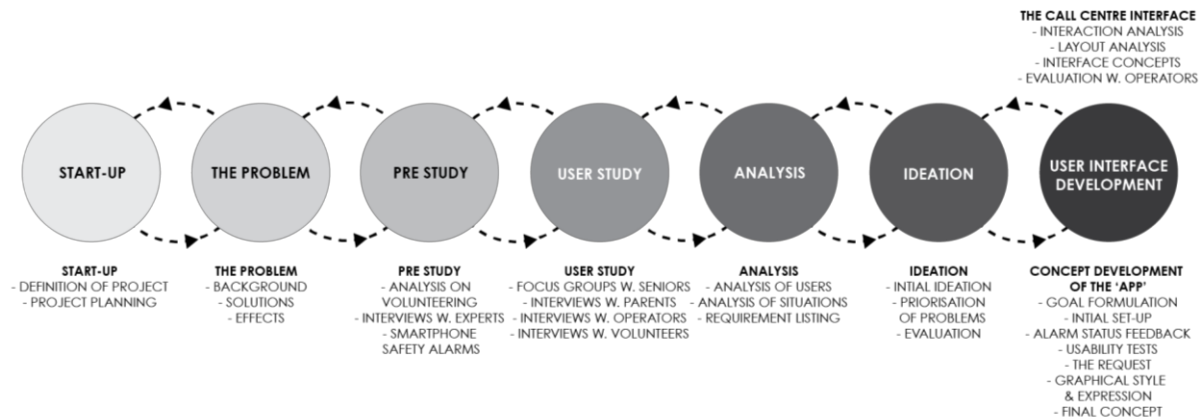 THE CALL CENTRE INTERFACE
- INTERACTION ANALYSIS
- LAYOUT ANALYSIS
- INTERFACE CONCEPTS
- EVALUATION W. OPERATORS
START-UP
THE PROBLEM
PRE STUDY
USER STUDY
ANALYSIS
IDEATION
USER INTERFACE
DEVELOPMENT
START-UP
- DEFINITION OF PROJECT
- PROJECT PLANNING
THE PROBLEM
- BACKGROUND
- SOLUTIONS
- EFFECTS
PRE STUDY
- ANALYSIS ON
VOLUNTEERING
- INTERVIEWS W. EXPERTS
- SMARTPHONE
SAFETY ALARMS
USER STUDY
- FOCUS GROUPS W. SENIORS
- INTERVIEWS W. PARENTS
- INTERVIEWS W. OPERATORS
- INTERVIEWS W. VOLUNTEERS
ANALYSIS
- ANALYSIS OF USERS
- ANALYSIS OF SITUATIONS
- REQUIREMENT LISTING
IDEATION
- INTIAL IDEATION
- PRIORISATION
OF PROBLEMS
- EVALUATION
CONCEPT DEVELOPMENT
OF THE 'APP'
- GOAL FORMULATION
- INTIAL SET-UP
- ALARM STATUS FEEDBACK
- USABILITY TESTS
- THE REQUEST
- GRAPHICAL STYLE
& EXPRESSION
- FINAL CONCEPT